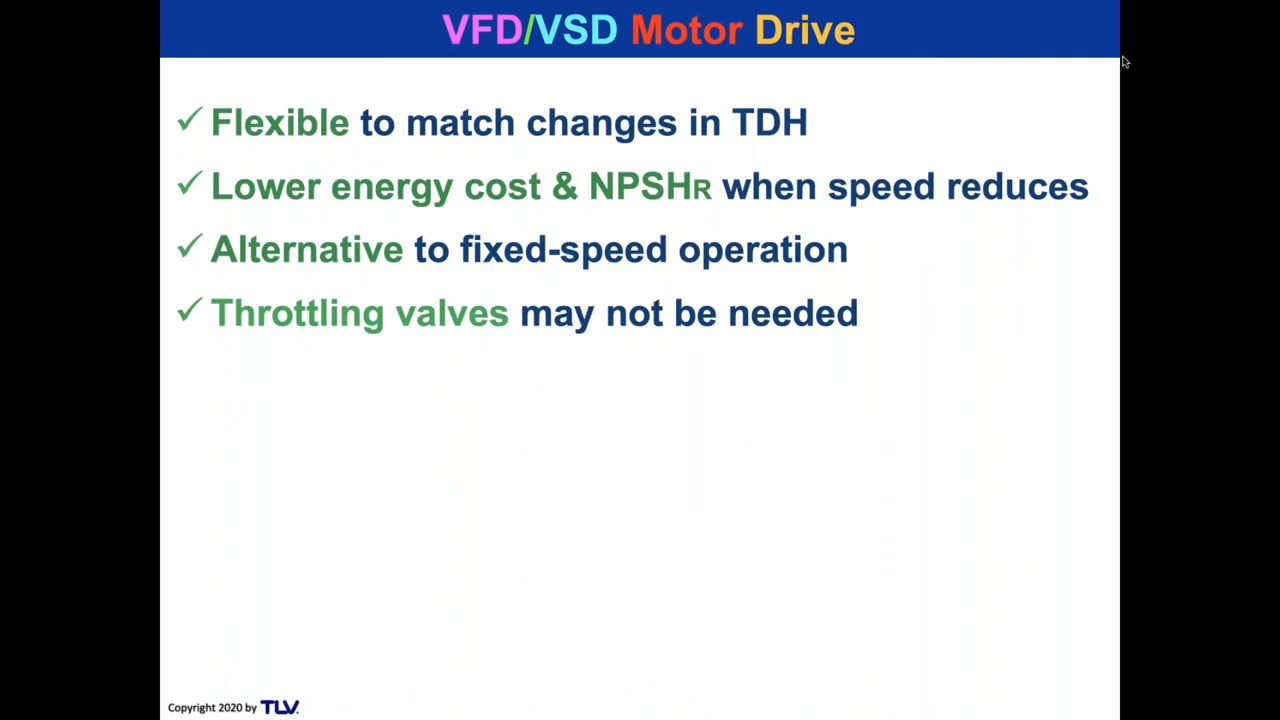 VFD/VSD Motor Drive
✓ Flexible to match changes in TDH
✓ Lower energy cost & NPSHR when speed reduces
✓ Alternative to fixed-speed operation
✓ Throttling valves may not be needed
Copyright 2020 by TLV.